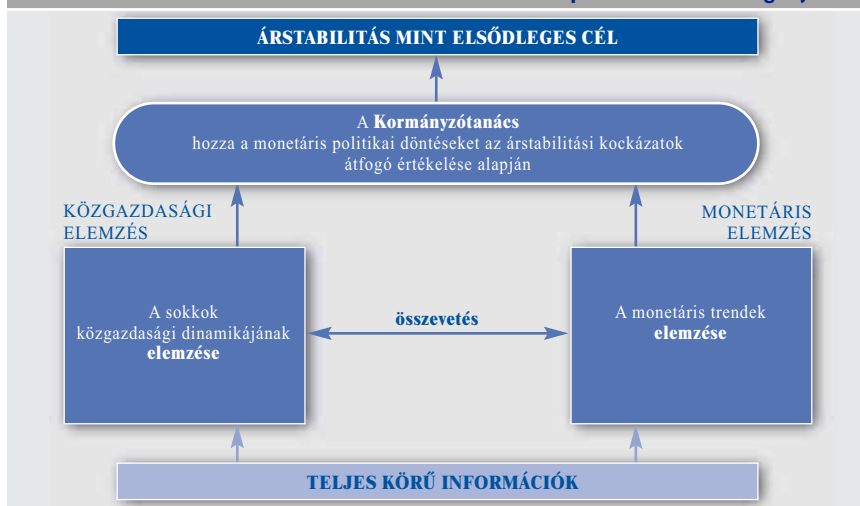 ÁRSTABILITÁS MINT ELSŐDLEGES CÉL
A Kormányzótanács
hozza a monetáris politikai döntéseket az árstabilitási kockázatok
átfogó értékelése alapján
KÖZGAZDASÁGI
ELEMZÉS
MONETÁRIS
ELEMZÉS
A sokkok
közgazdasági dinamikájának
elemzése
összevetés
A monetáris trendek
elemzése
TELJES KÖRŰ INFORMÁCIÓK